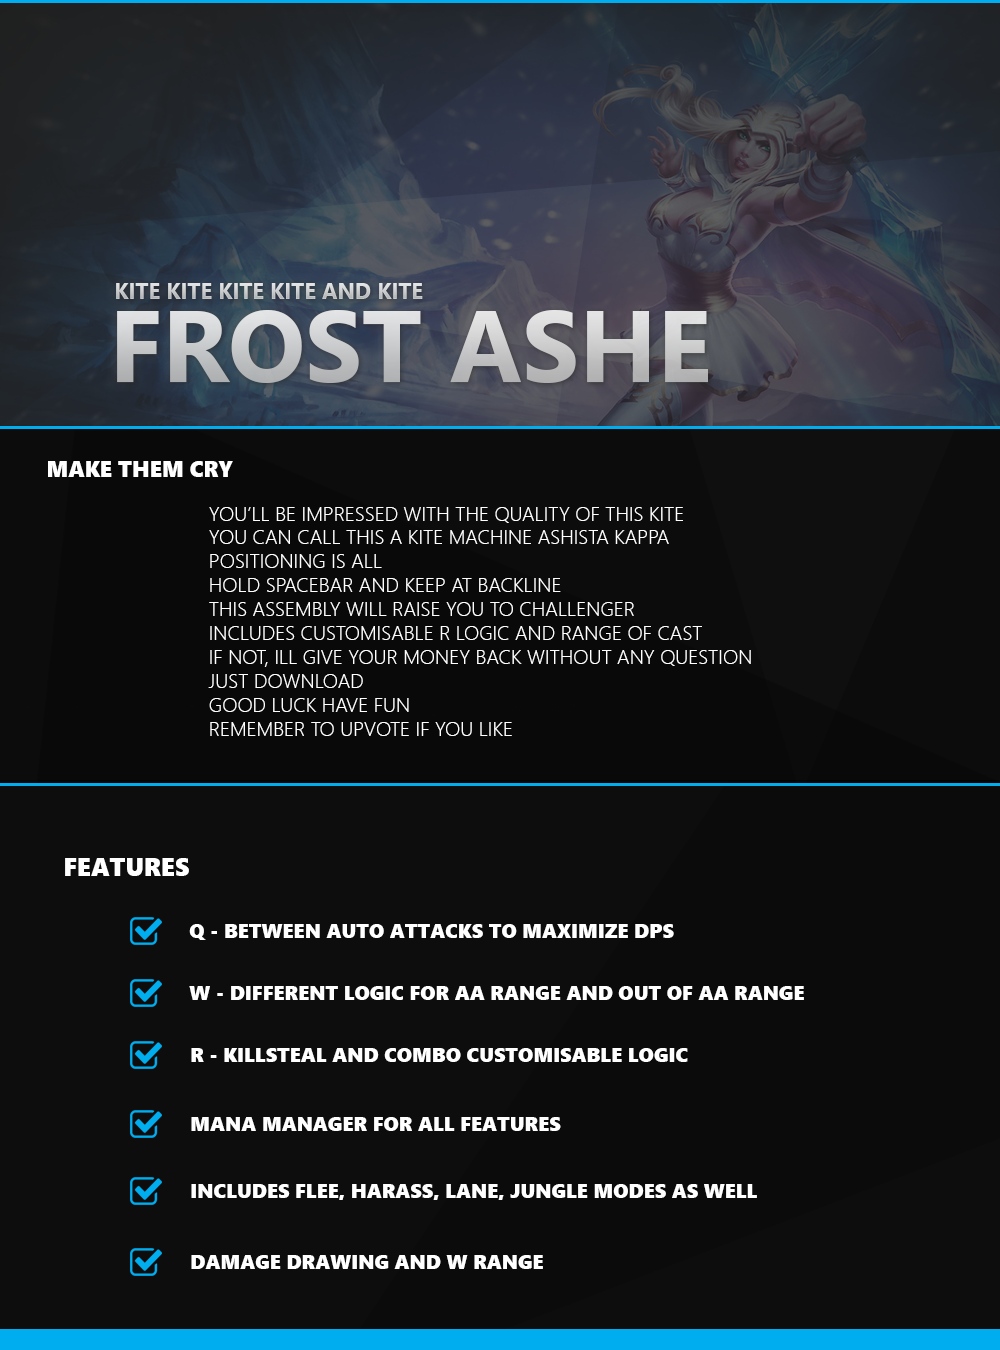 KITE KITE KITE KITE AND KITE
FROST ASHE
MAKE THEM CRY
YOU'LL BE IMPRESSED WITH THE QUALITY OF THIS KITE
YOU CAN CALL THIS A KITE MACHINE ASHISTA KAPPA
POSITIONING IS ALL
HOLD SPACEBAR AND KEEP AT BACKLINE
THIS ASSEMBLY WILL RAISE YOU TO CHALLENGER
INCLUDES CUSTOMISABLE R LOGIC AND RANGE OF CAST
IF NOT, ILL GIVE YOUR MONEY BACK WITHOUT ANY QUESTION
JUST DOWNLOAD
GOOD LUCK HAVE FUN
REMEMBER TO UPVOTE IF YOU LIKE
FEATURES
Q - BETWEEN AUTO ATTACKS TO MAXIMIZE DPS
W - DIFFERENT LOGIC FOR AA RANGE AND OUT OF AA RANGE
R - KILLSTEAL AND COMBO CUSTOMISABLE LOGIC
MANA MANAGER FOR ALL FEATURES
INCLUDES FLEE, HARASS, LANE, JUNGLE MODES AS WELL
DAMAGE DRAWING AND W RANGE